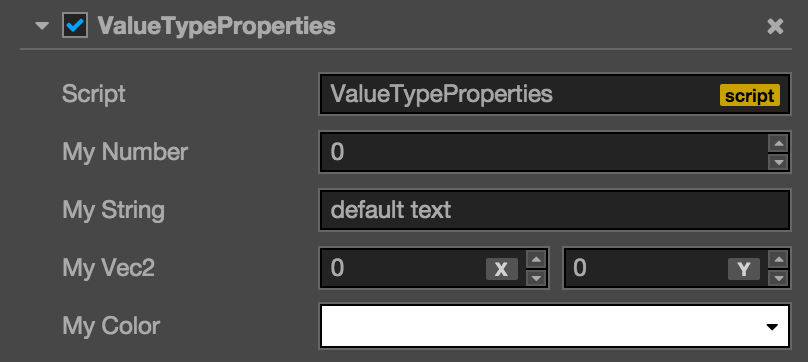 ValueTypeProperties
Script ValueTypeProperties script
My Number 0
My String default text
My Vec2 0 X 0 Y
My Color